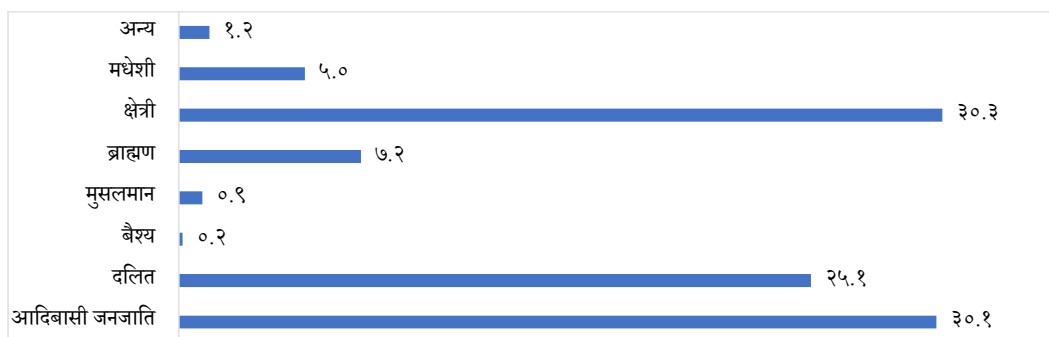 अन्य १.२
मधेशी ५.०
क्षेत्री ३०.३
ब्राह्मण ७.२
मुसलमान ०.९
बैश्य ०.२
दलित २५.१
आदिबासी जनजाति ३०.१